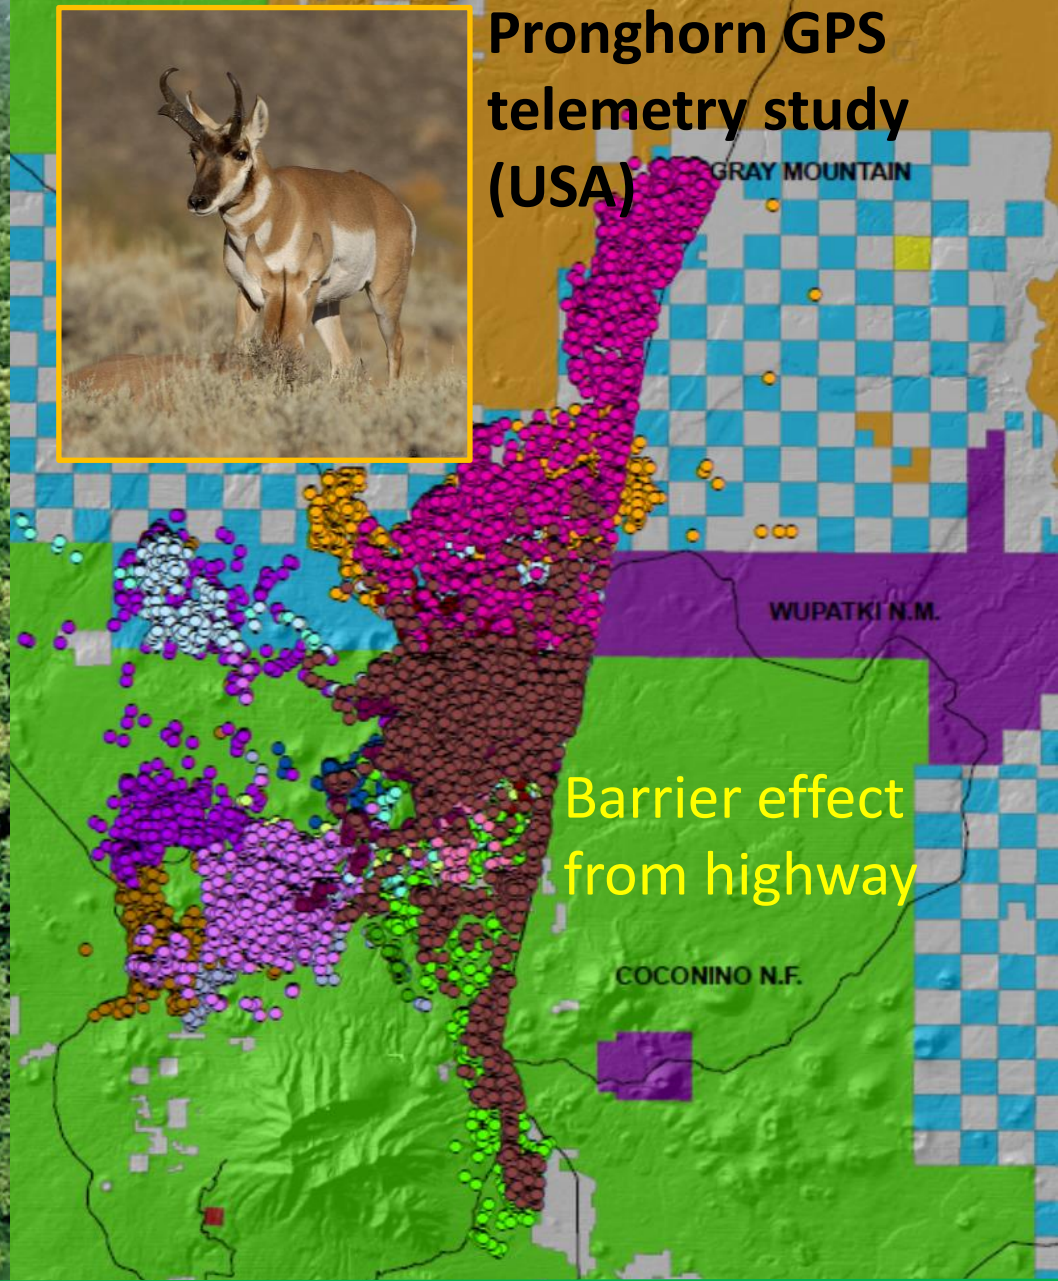 Pronghorn GPS
telemetry study
(USA)
GRAY MOUNTAIN
WUPATKI N.M.
Barrier effect
from highway
COCONINO N.F.